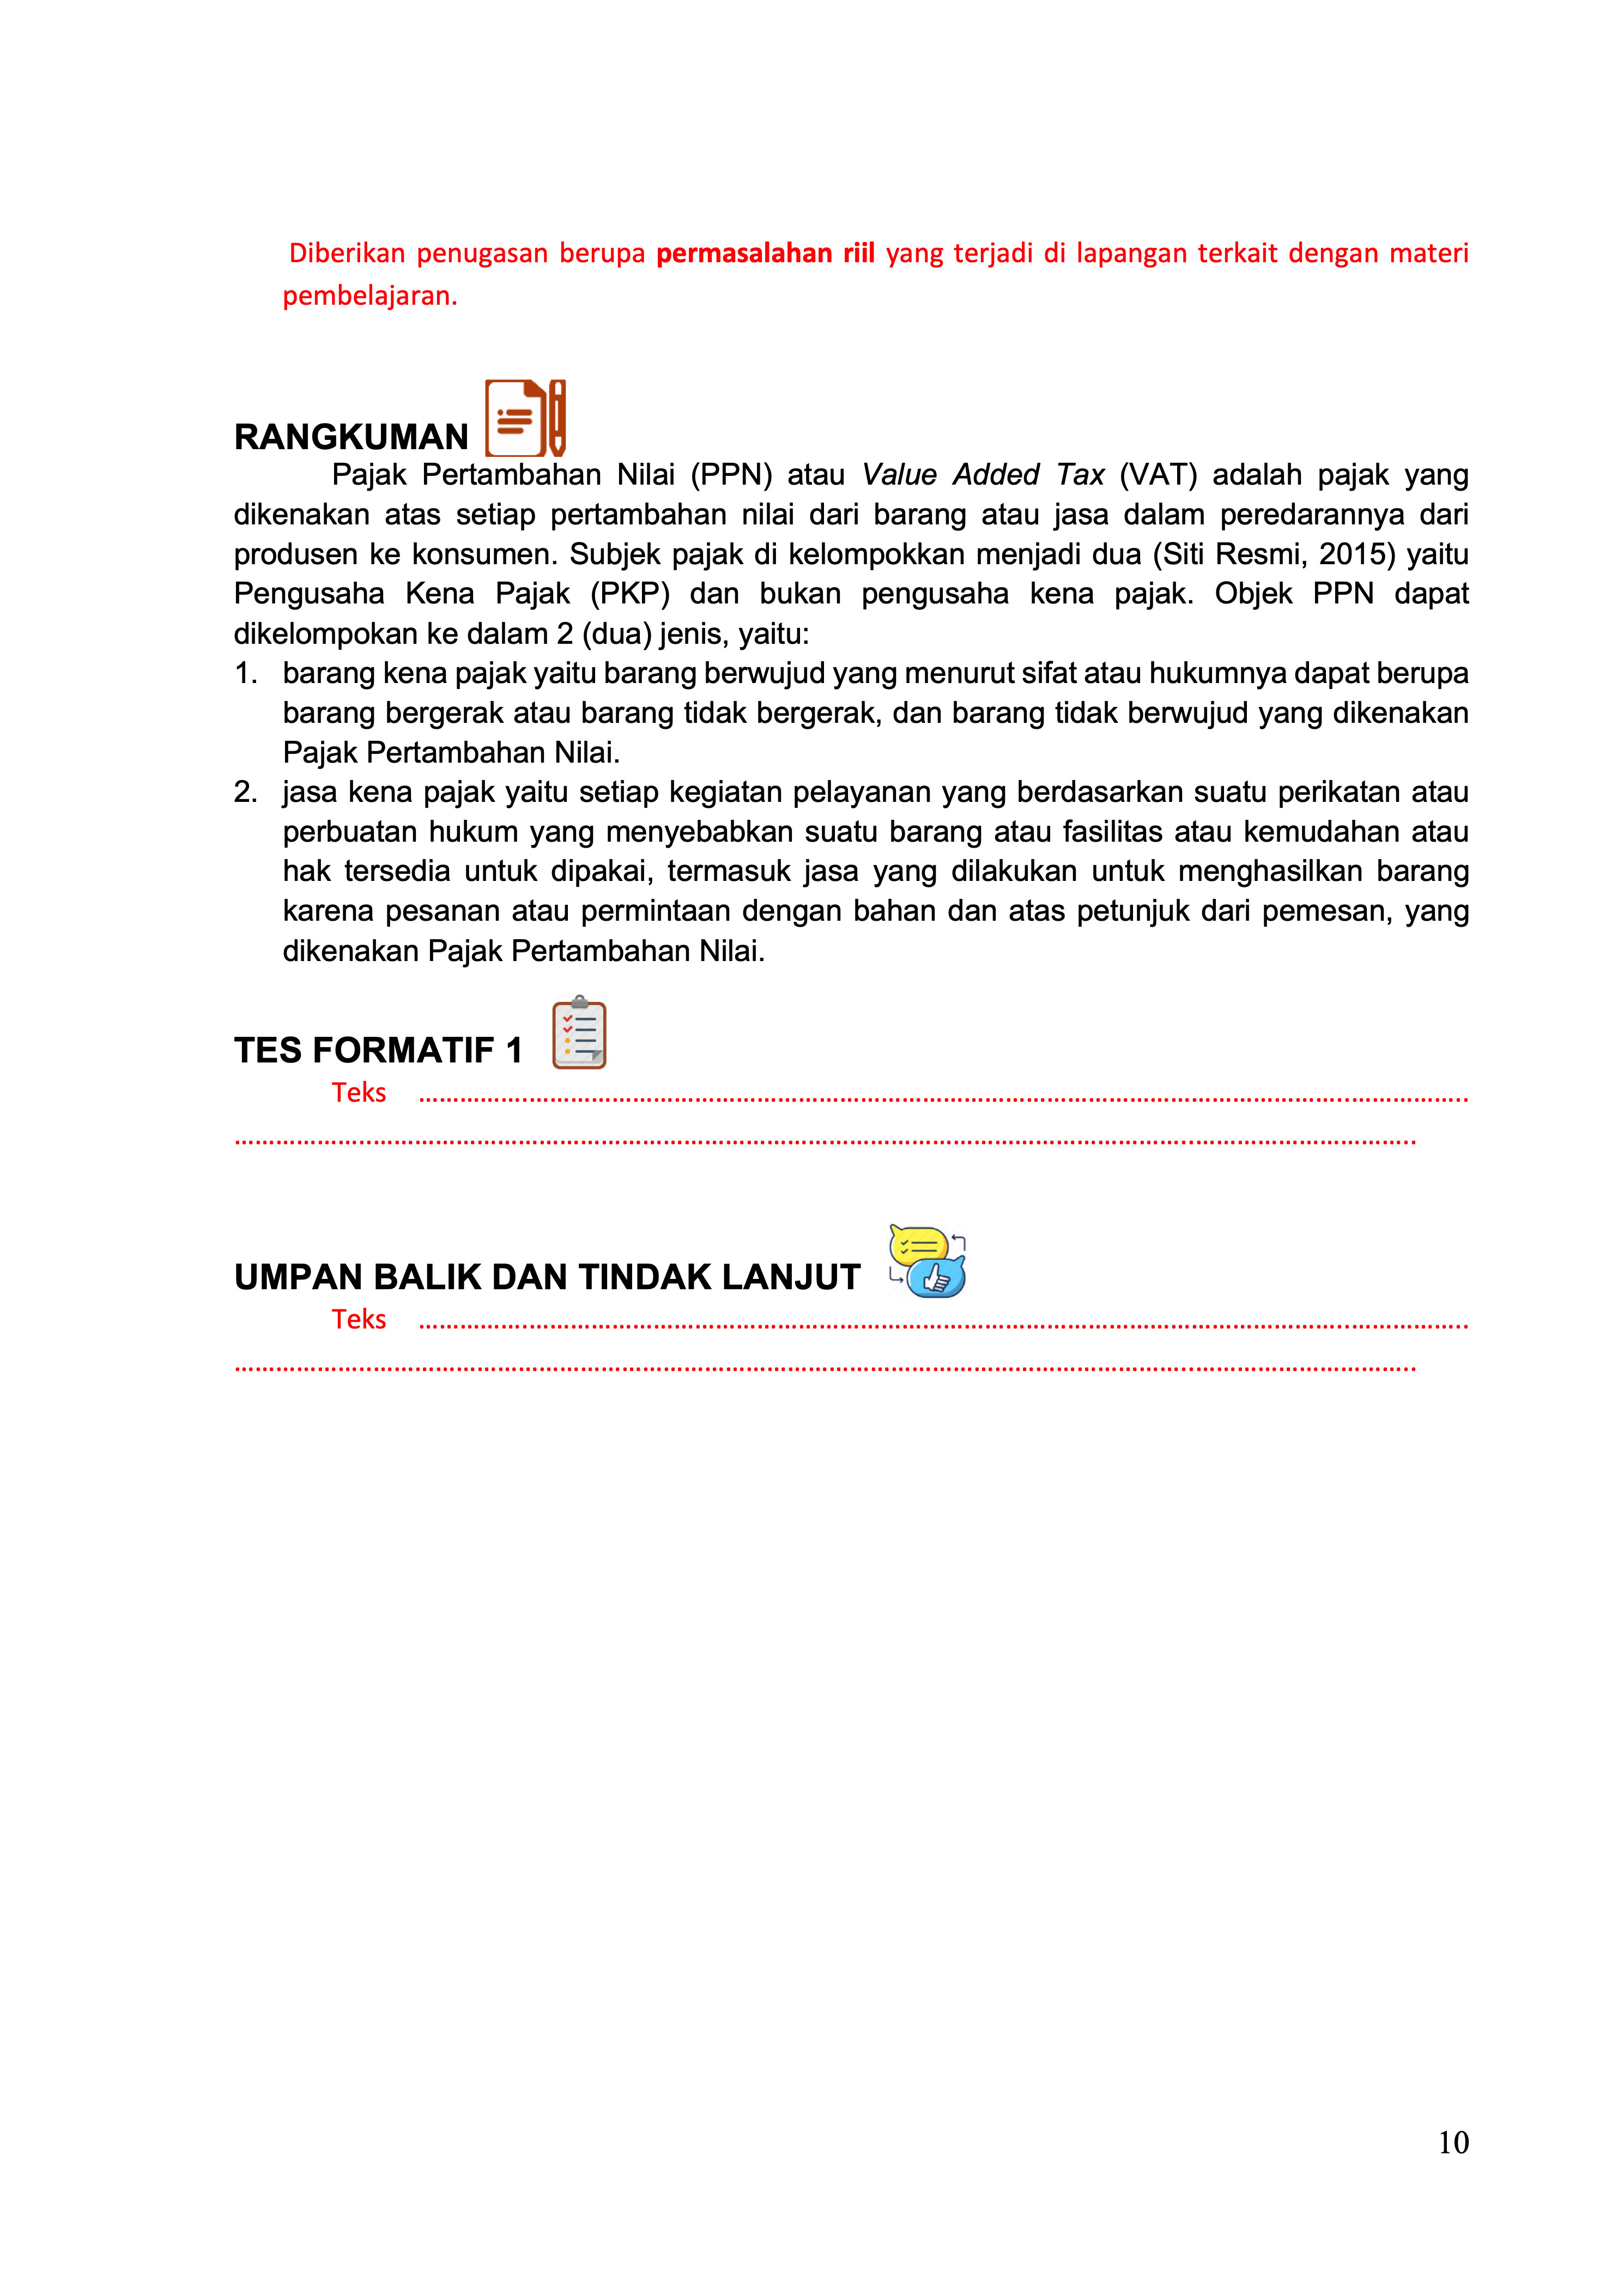 Diberikan penugasan berupa permasalahan riil yang terjadi di lapangan terkait dengan materi
pembelajaran.
RANGKUMAN
Pajak Pertambahan Nilai (PPN) atau Value Added Tax (VAT) adalah pajak yang
dikenakan atas setiap pertambahan nilai dari barang atau jasa dalam peredarannya dari
produsen ke konsumen. Subjek pajak di kelompokkan menjadi dua (Siti Resmi, 2015) yaitu
Pengusaha Kena Pajak (PKP) dan bukan pengusaha kena pajak. Objek PPN dapat
dikelompokan ke dalam 2 (dua) jenis, yaitu:
1. barang kena pajak yaitu barang berwujud yang menurut sifat atau hukumnya dapat berupa
barang bergerak atau barang tidak bergerak, dan barang tidak berwujud yang dikenakan
Pajak Pertambahan Nilai.
2. jasa kena pajak yaitu setiap kegiatan pelayanan yang berdasarkan suatu perikatan atau
perbuatan hukum yang menyebabkan suatu barang atau fasilitas atau kemudahan atau
hak tersedia untuk dipakai, termasuk jasa yang dilakukan untuk menghasilkan barang
karena pesanan atau permintaan dengan bahan dan atas petunjuk dari pemesan, yang
dikenakan Pajak Pertambahan Nilai.
TES FORMATIF 1
Teks ……………………………………………………………………………………………………………………………………..
………………………………………………………………………………………………………………………………………………………..
UMPAN BALIK DAN TINDAK LANJUT
Teks ……………………………………………………………………………………………………………………………………..
………………………………………………………………………………………………………………………………………………………..
10